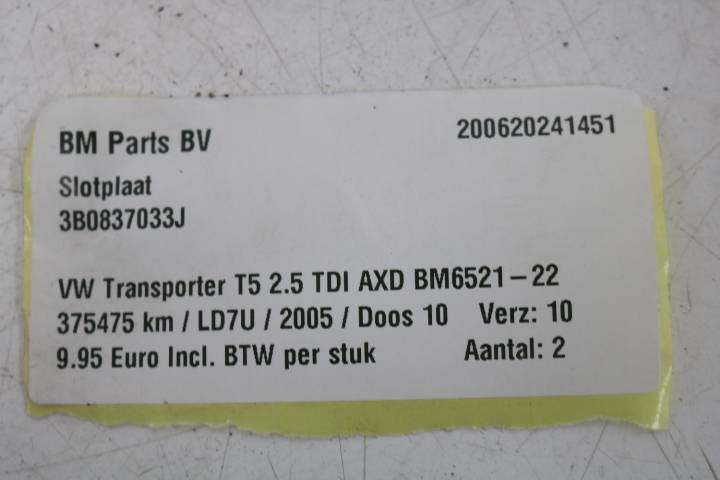 BM Parts BV 200620241451
Slotplaat
3B0837033J
VW Transporter T5 2.5 TDI AXD BM6521-22
375475 km / LD7U / 2005 / Doos 10 Verz: 10
9.95 Euro Incl. BTW per stuk Aantal: 2